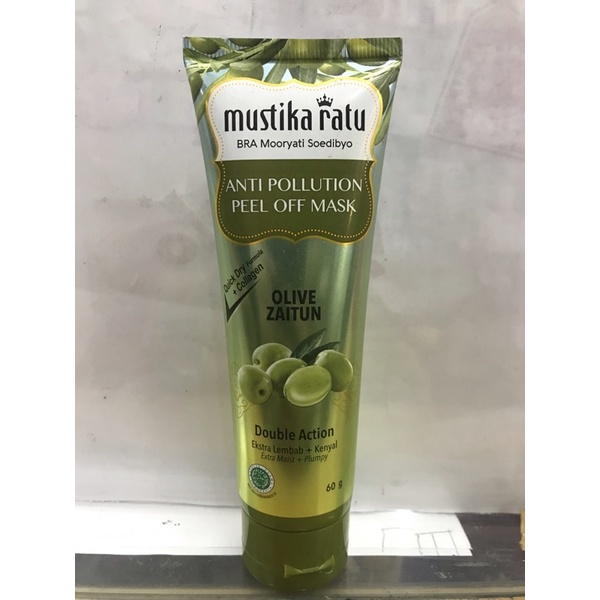 mustika ratu
BRA Mooryati Soedibyo
ANTI POLLUTION
PEEL OFF MASK
Quick Dry Formula
+ Collagen
OLIVE
ZAITUN
Double Action
Ekstra Lembab + Kenyal
Extra Moist + Plumpy
60 g